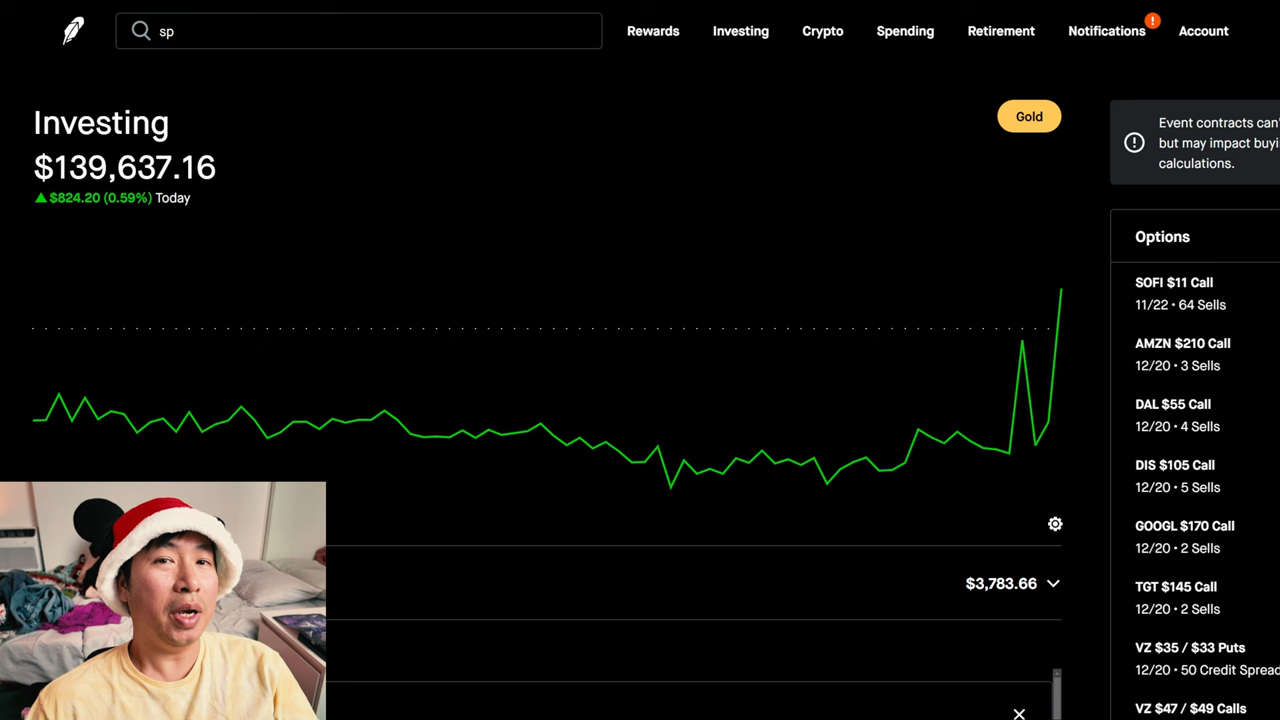 sp
Rewards
Investing
Crypto
Spending
Retirement
Notifications
!
Account
Investing
$139,637.16
$824.20 (0.59%) Today
Gold
Event contracts can'
but may impact buyi
calculations.
Options
SOFI $11 Call
11/22 • 64 Sells
AMZN $210 Call
12/20 • 3 Sells
DAL $55 Call
12/20 • 4 Sells
DIS $105 Call
12/20 • 5 Sells
GOOGL $170 Call
12/20 • 2 Sells
TGT $145 Call
12/20 • 2 Sells
VZ $35 / $33 Puts
12/20 • 50 Credit Spread
VZ $47 / $49 Calls
$3,783.66